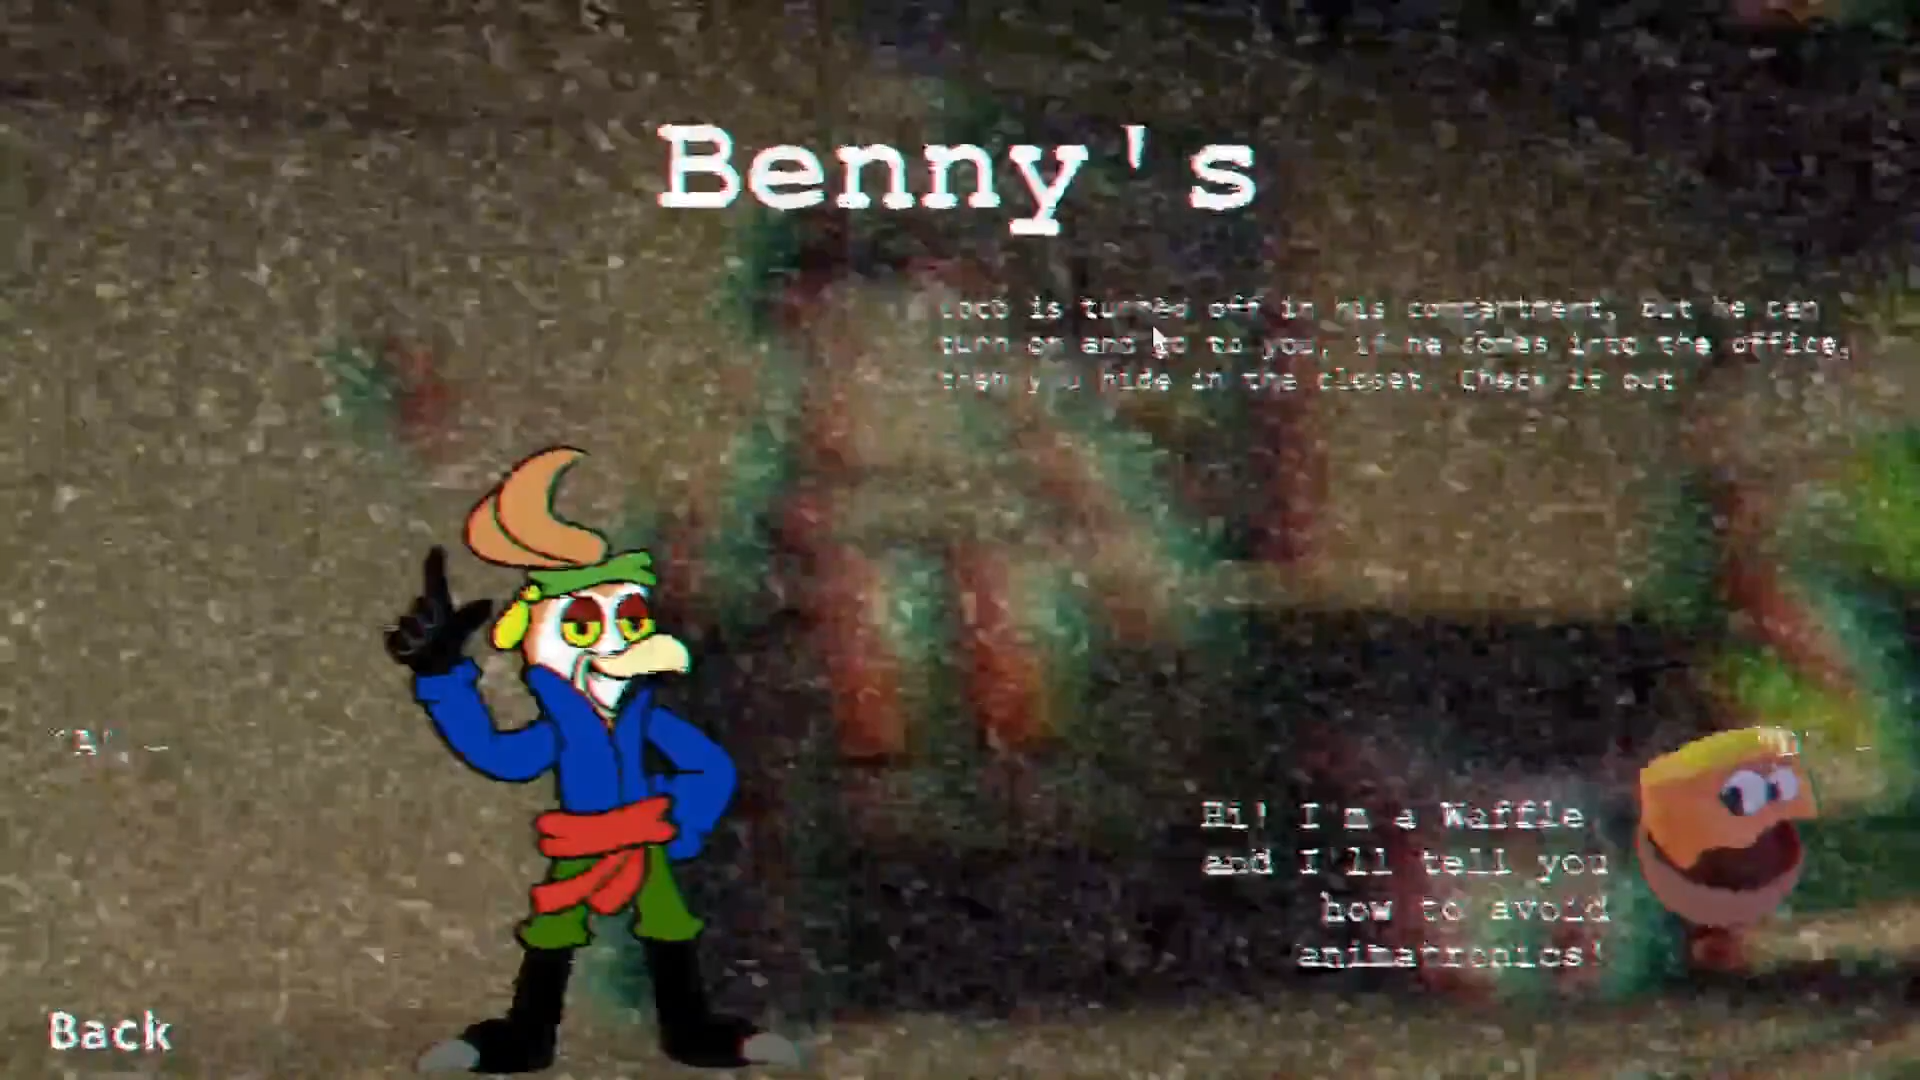 Benny's
Loco is turned off in his compartment, but he can
turn on and go to you, if he comes into the office,
then you hide in the closet. Check it out
"A", —
Hi! I'm a Waffle,
and I'll tell you
how to avoid
animatronics!
Back